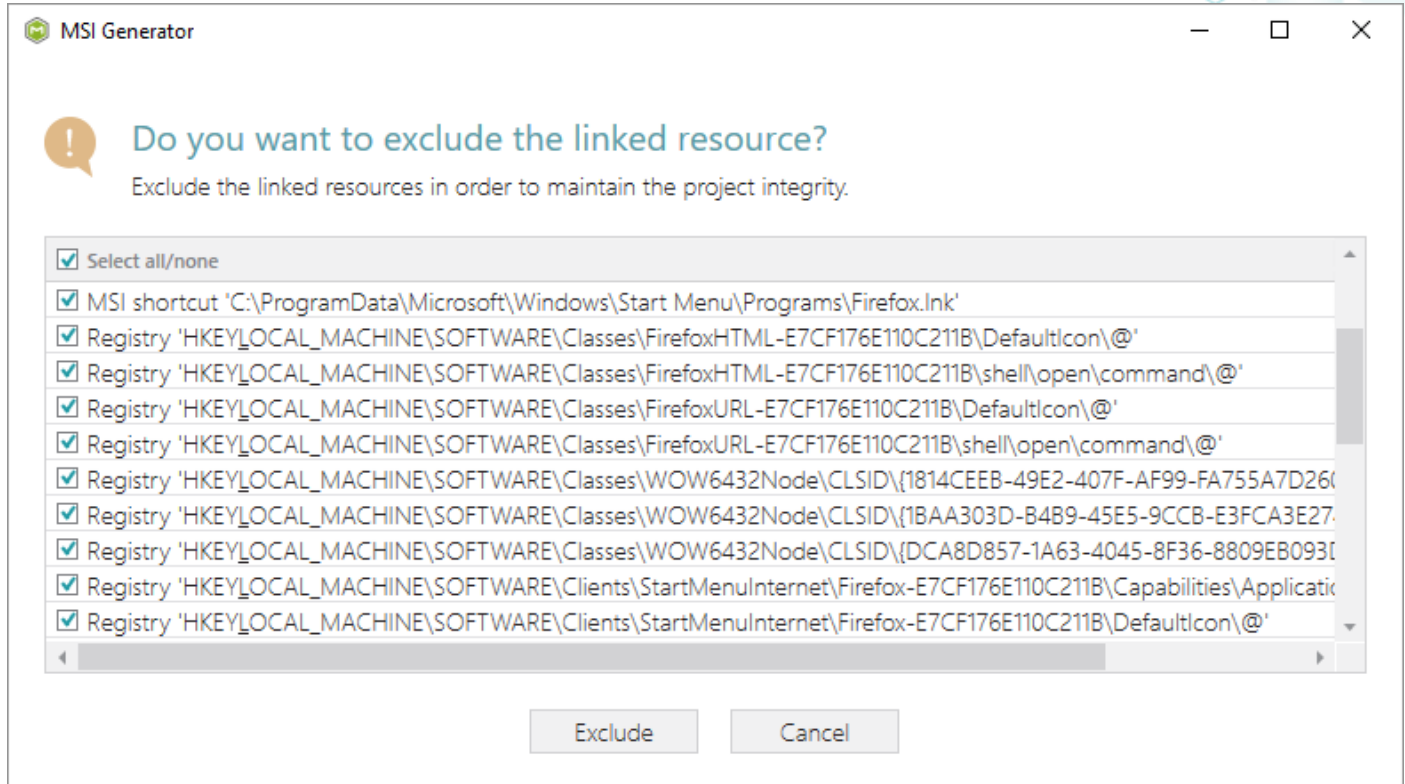 MSI Generator
Do you want to exclude the linked resource?
Exclude the linked resources in order to maintain the project integrity.
Select all/none
MSI shortcut 'C:\ProgramData\Microsoft\Windows\Start Menu\Programs\Firefox.lnk'
Registry 'HKEYLOCAL_MACHINE\SOFTWARE\Classes\FirefoxHTML-E7CF176E110C211B\DefaultIcon\@'
Registry 'HKEYLOCAL_MACHINE\SOFTWARE\Classes\FirefoxHTML-E7CF176E110C211B\shell\open\command\@'
Registry 'HKEYLOCAL_MACHINE\SOFTWARE\Classes\FirefoxURL-E7CF176E110C211B\DefaultIcon\@'
Registry 'HKEYLOCAL_MACHINE\SOFTWARE\Classes\FirefoxURL-E7CF176E110C211B\shell\open\command\@'
Registry 'HKEYLOCAL_MACHINE\SOFTWARE\Classes\WOW6432Node\CLSID\{1814CEEB-49E2-407F-AF99-FA755A7D260
Registry 'HKEYLOCAL_MACHINE\SOFTWARE\Classes\WOW6432Node\CLSID\{1BAA303D-B4B9-45E5-9CCB-E3FCA3E274
Registry 'HKEYLOCAL_MACHINE\SOFTWARE\Classes\WOW6432Node\CLSID\{DCA8D857-1A63-4045-8F36-8809EB093D
Registry 'HKEYLOCAL_MACHINE\SOFTWARE\Clients\StartMenuInternet\Firefox-E7CF176E110C211B\Capabilities\Applicatio
Registry 'HKEYLOCAL_MACHINE\SOFTWARE\Clients\StartMenuInternet\Firefox-E7CF176E110C211B\DefaultIcon\@'
Exclude
Cancel